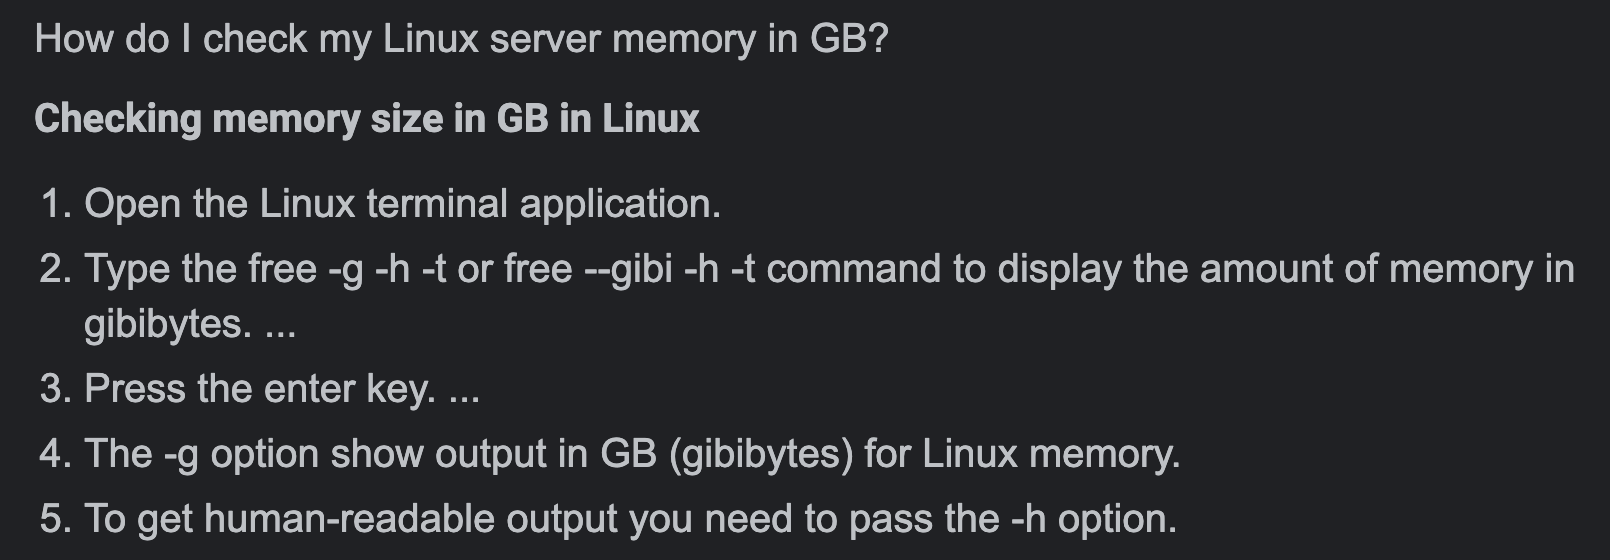 How do I check my Linux server memory in GB?
Checking memory size in GB in Linux
1. Open the Linux terminal application.
2. Type the free -g -h -t or free --gibi -h -t command to display the amount of memory in
gibibytes. ...
3. Press the enter key. ...
4. The -g option show output in GB (gibibytes) for Linux memory.
5. To get human-readable output you need to pass the -h option.